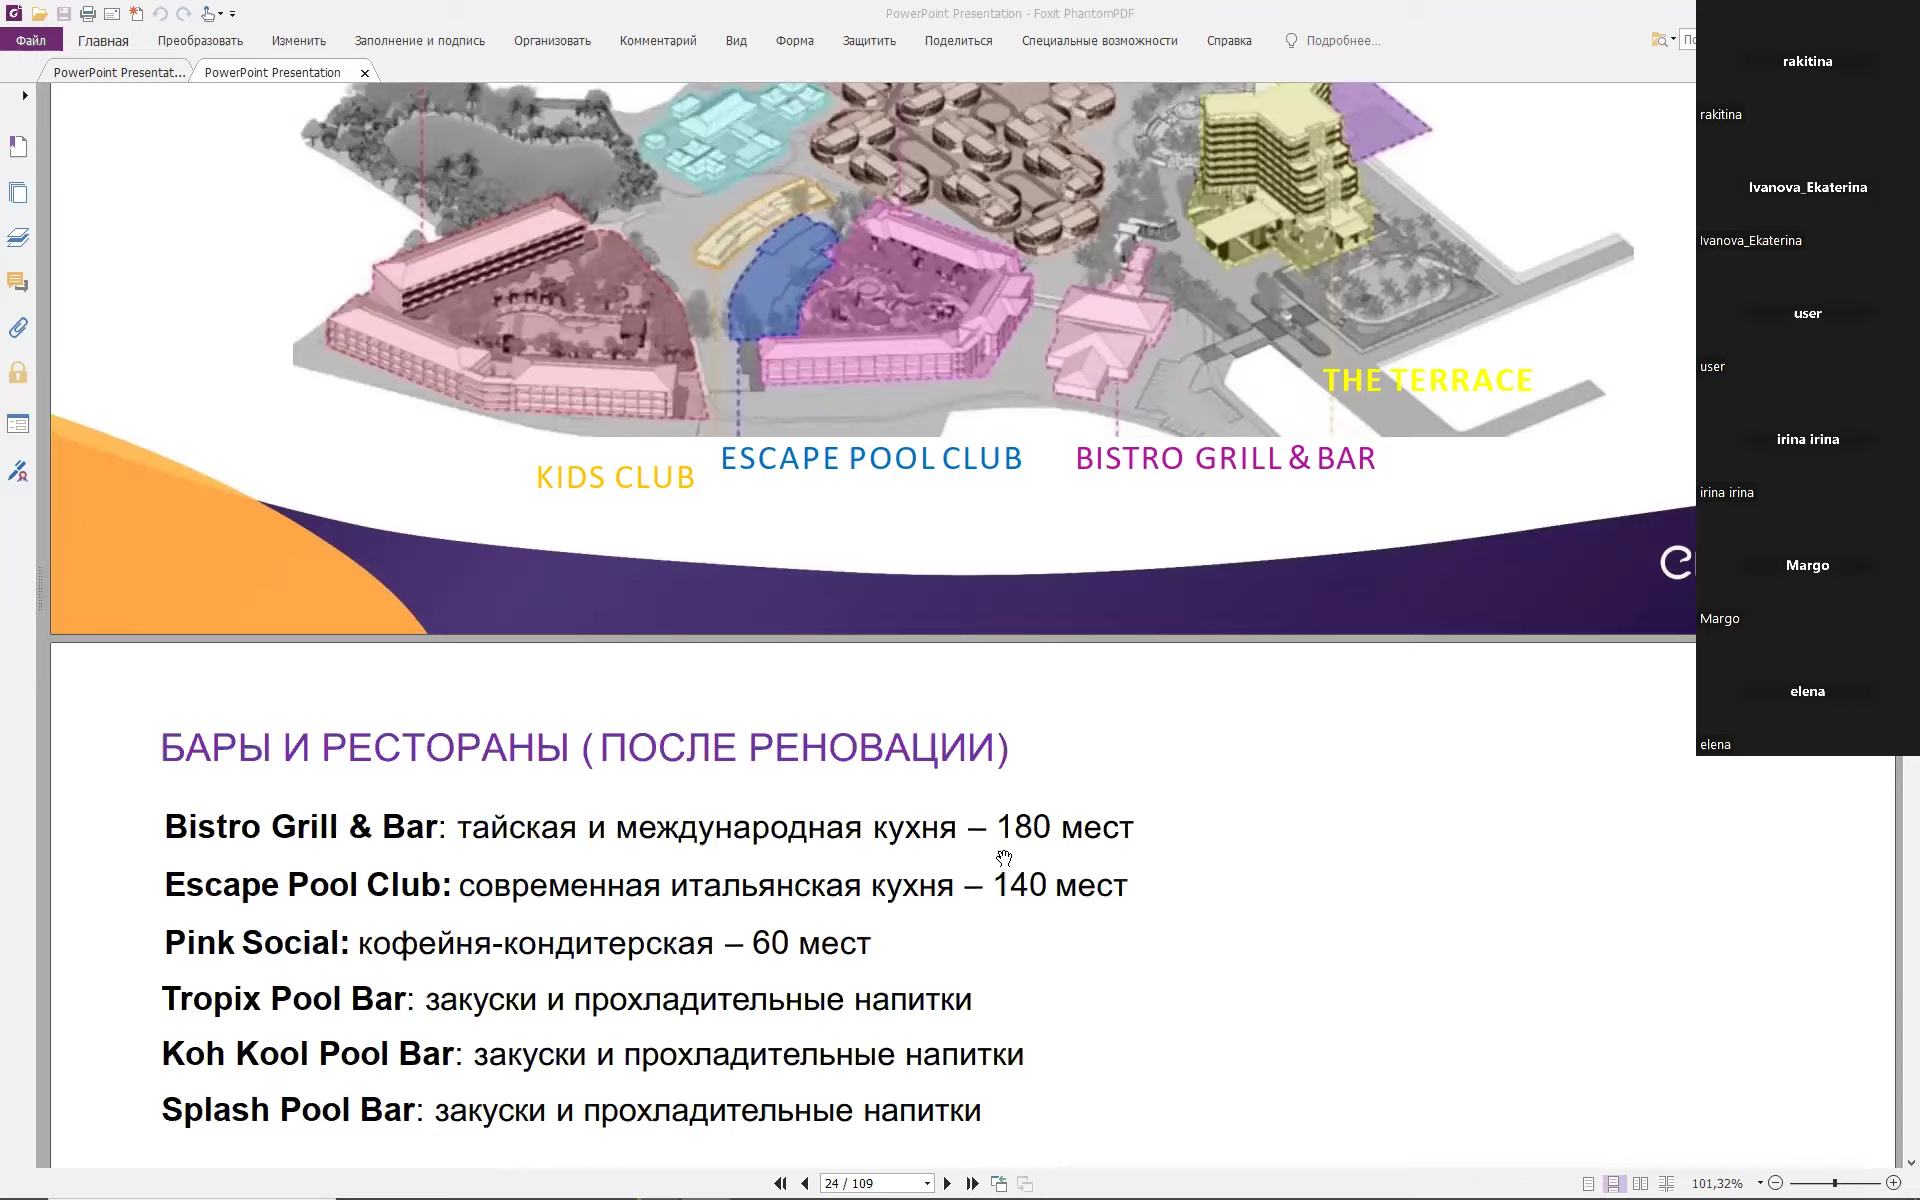 PowerPoint Presentation - Foxit PhantomPDF
Файл Главная Преобразовать Изменить Заполнение и подпись Организовать Комментарий Вид Форма Защитить Поделиться Специальные возможности Справка Подробнее...
PowerPoint Presentat... PowerPoint Presentation
rakitina
rakitina
Ivanova_Ekaterina
Ivanova_Ekaterina
user
user
irina irina
irina irina
Margo
Margo
elena
elena
THE TERRACE
KIDS CLUB ESCAPE POOL CLUB BISTRO GRILL & BAR
БАРЫ И РЕСТОРАНЫ (ПОСЛЕ РЕНОВАЦИИ)
Bistro Grill & Bar: тайская и международная кухня – 180 мест
Escape Pool Club: современная итальянская кухня – 140 мест
Pink Social: кофейня-кондитерская – 60 мест
Tropix Pool Bar: закуски и прохладительные напитки
Koh Kool Pool Bar: закуски и прохладительные напитки
Splash Pool Bar: закуски и прохладительные напитки
24 / 109
101,32%